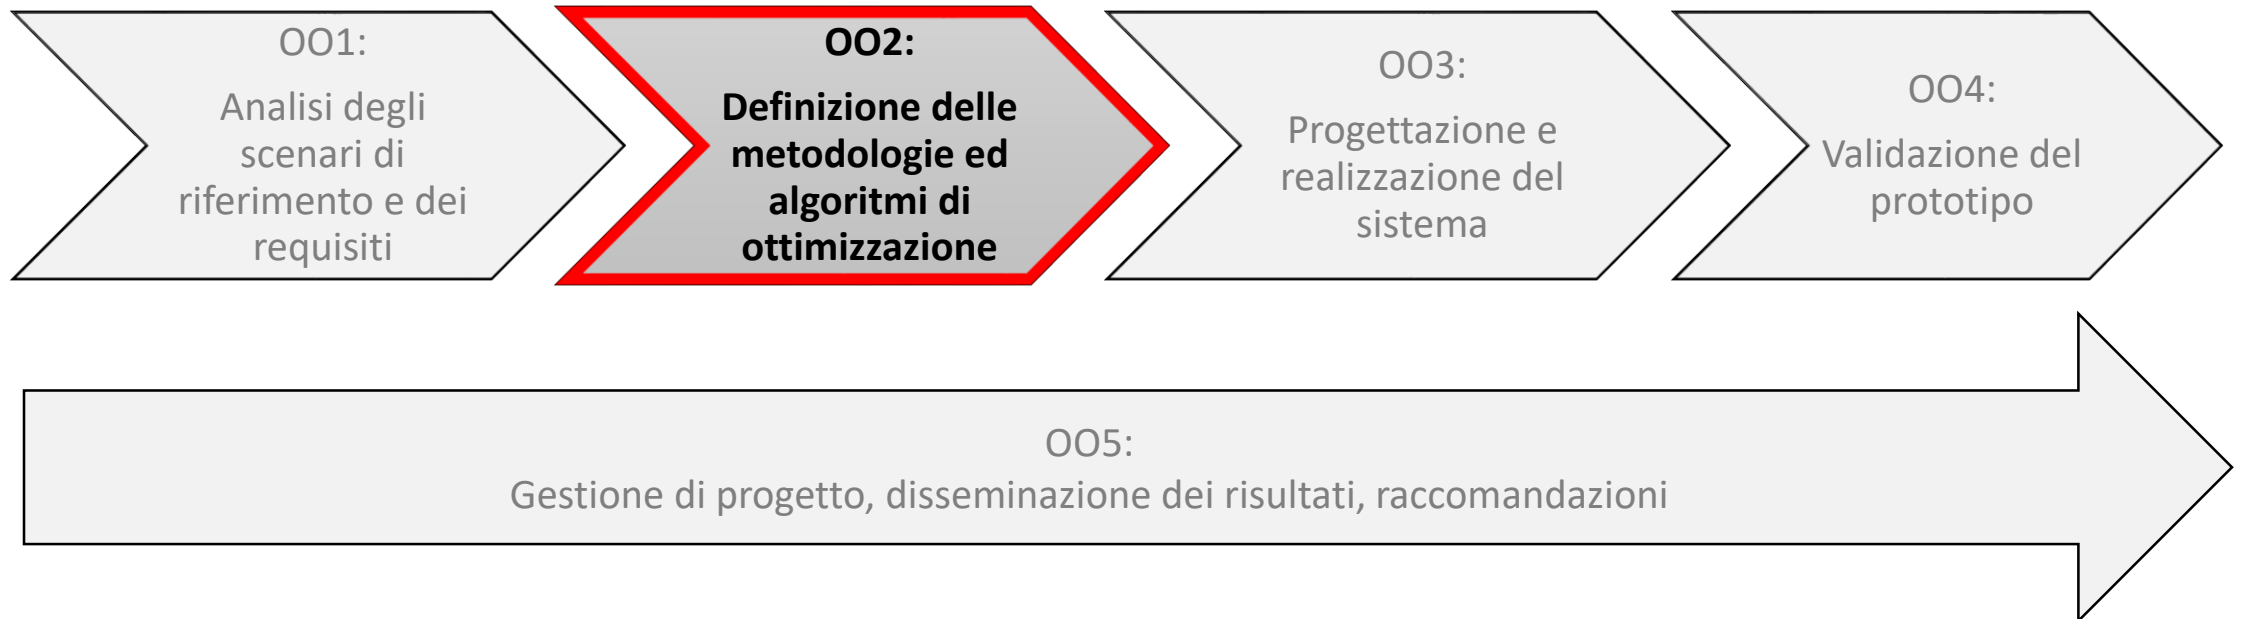 OO1:
Analisi degli
scenari di
riferimento e dei
requisiti
OO2:
Definizione delle
metodologie ed
algoritmi di
ottimizzazione
OO3:
Progettazione e
realizzazione del
sistema
OO4:
Validazione del
prototipo
OO5:
Gestione di progetto, disseminazione dei risultati, raccomandazioni